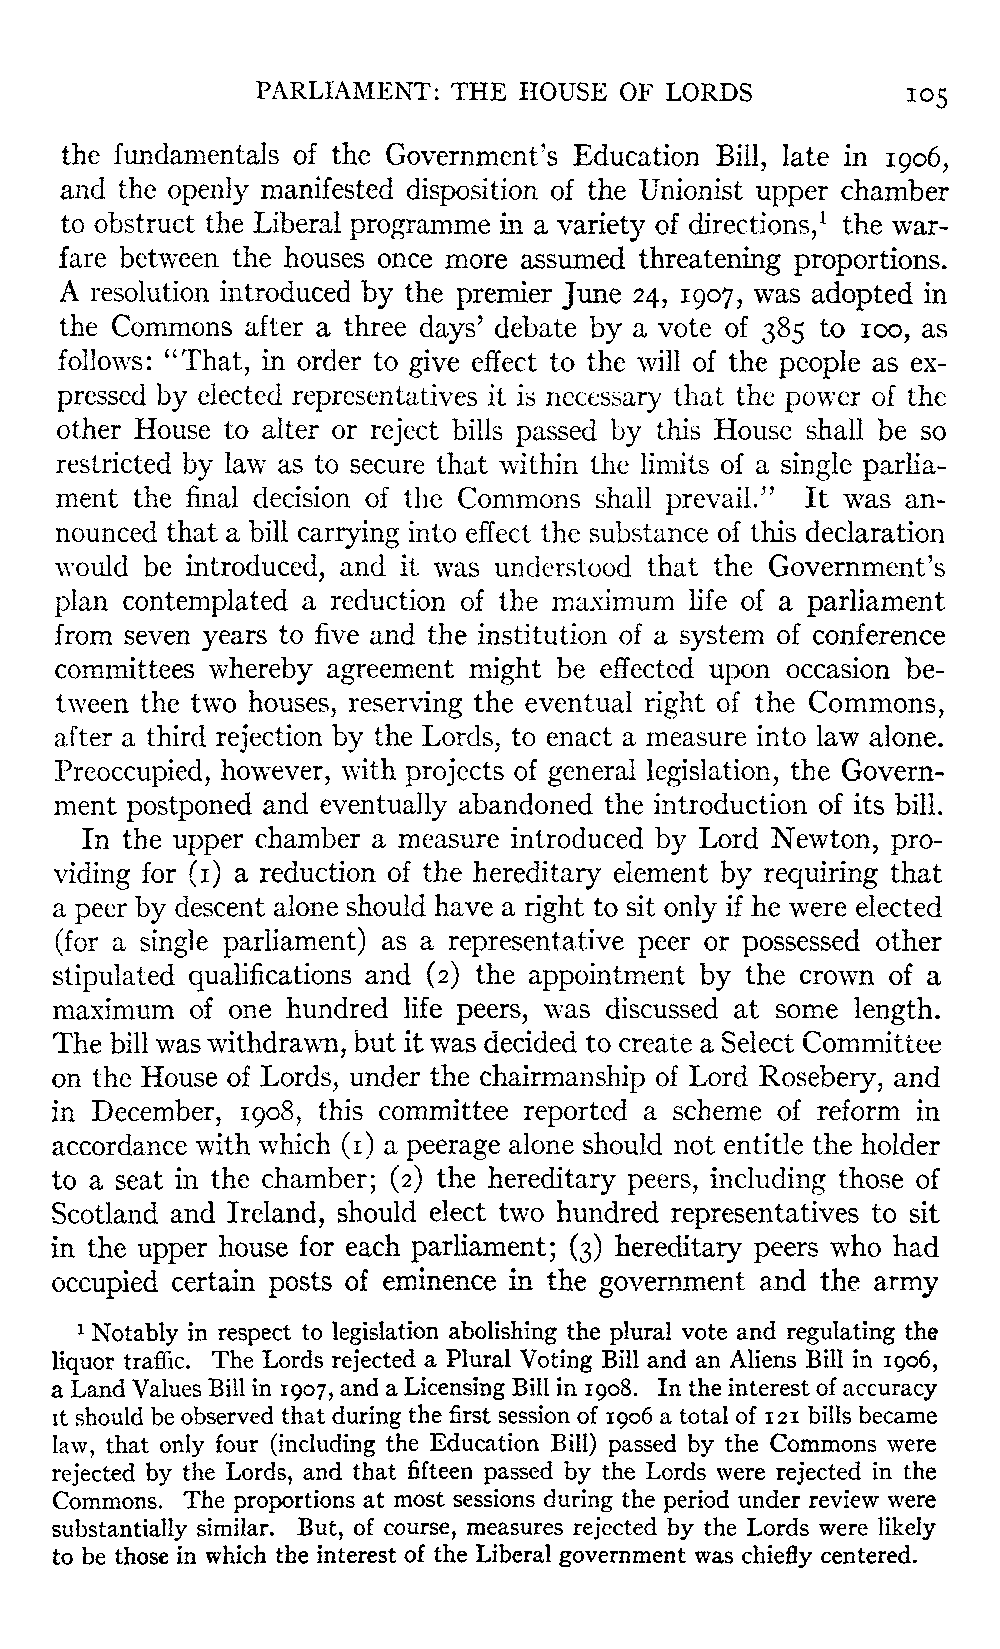 PARLIAMENT: THE HOUSE OF LORDS 105
the fundamentals of the Government's Education Bill, late in 1906,
and the openly manifested disposition of the Unionist upper chamber
to obstruct the Liberal programme in a variety of directions,¹ the war-
fare between the houses once more assumed threatening proportions.
A resolution introduced by the premier June 24, 1907, was adopted in
the Commons after a three days' debate by a vote of 385 to 100, as
follows: "That, in order to give effect to the will of the people as ex-
pressed by elected representatives it is necessary that the power of the
other House to alter or reject bills passed by this House shall be so
restricted by law as to secure that within the limits of a single parlia-
ment the final decision of the Commons shall prevail." It was an-
nounced that a bill carrying into effect the substance of this declaration
would be introduced, and it was understood that the Government's
plan contemplated a reduction of the maximum life of a parliament
from seven years to five and the institution of a system of conference
committees whereby agreement might be effected upon occasion be-
tween the two houses, reserving the eventual right of the Commons,
after a third rejection by the Lords, to enact a measure into law alone.
Preoccupied, however, with projects of general legislation, the Govern-
ment postponed and eventually abandoned the introduction of its bill.
In the upper chamber a measure introduced by Lord Newton, pro-
viding for (1) a reduction of the hereditary element by requiring that
a peer by descent alone should have a right to sit only if he were elected
(for a single parliament) as a representative peer or possessed other
stipulated qualifications and (2) the appointment by the crown of a
maximum of one hundred life peers, was discussed at some length.
The bill was withdrawn, but it was decided to create a Select Committee
on the House of Lords, under the chairmanship of Lord Rosebery, and
in December, 1908, this committee reported a scheme of reform in
accordance with which (1) a peerage alone should not entitle the holder
to a seat in the chamber; (2) the hereditary peers, including those of
Scotland and Ireland, should elect two hundred representatives to sit
in the upper house for each parliament; (3) hereditary peers who had
occupied certain posts of eminence in the government and the army
¹ Notably in respect to legislation abolishing the plural vote and regulating the
liquor traffic. The Lords rejected a Plural Voting Bill and an Aliens Bill in 1906,
a Land Values Bill in 1907, and a Licensing Bill in 1908. In the interest of accuracy
it should be observed that during the first session of 1906 a total of 121 bills became
law, that only four (including the Education Bill) passed by the Commons were
rejected by the Lords, and that fifteen passed by the Lords were rejected in the
Commons. The proportions at most sessions during the period under review were
substantially similar. But, of course, measures rejected by the Lords were likely
to be those in which the interest of the Liberal government was chiefly centered.